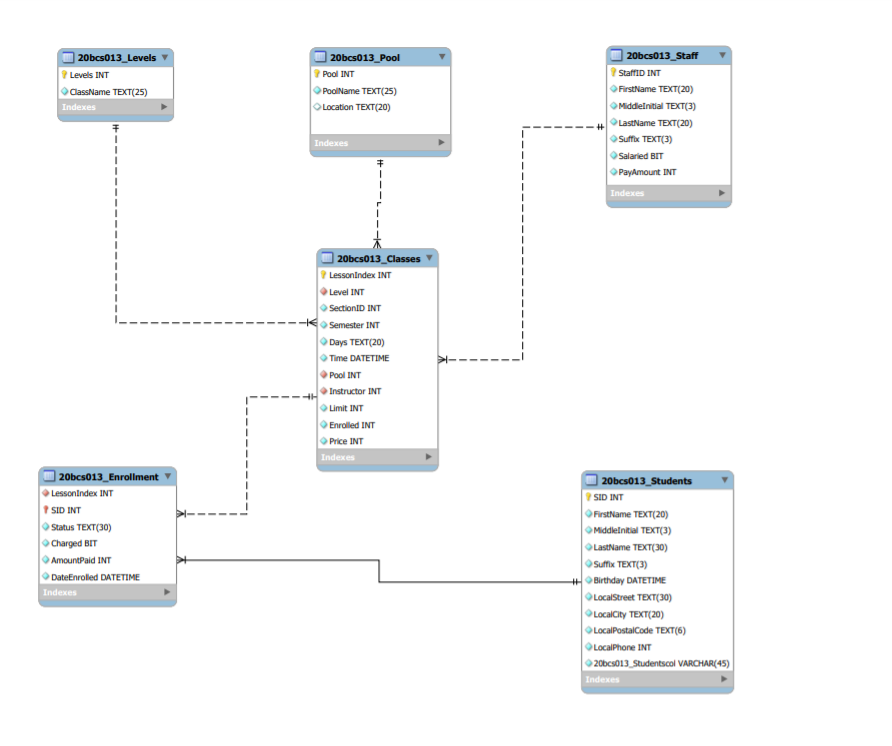 20bcs013_Levels
Levels INT
ClassName TEXT(25)
Indexes
20bcs013_Pool
Pool INT
PoolName TEXT(25)
Location TEXT(20)
Indexes
20bcs013_Staff
StaffID INT
FirstName TEXT(20)
MiddleInitial TEXT(3)
LastName TEXT(20)
Suffix TEXT(3)
Salaried BIT
PayAmount INT
Indexes
20bcs013_Classes
LessonIndex INT
Level INT
SectionID INT
Semester INT
Days TEXT(20)
Time DATETIME
Pool INT
Instructor INT
Limit INT
Enrolled INT
Price INT
Indexes
20bcs013_Enrollment
LessonIndex INT
SID INT
Status TEXT(30)
Charged BIT
AmountPaid INT
DateEnrolled DATETIME
Indexes
20bcs013_Students
SID INT
FirstName TEXT(20)
MiddleInitial TEXT(3)
LastName TEXT(30)
Suffix TEXT(3)
Birthday DATETIME
LocalStreet TEXT(30)
LocalCity TEXT(20)
LocalPostalCode TEXT(6)
LocalPhone INT
20bcs013_Studentscol VARCHAR(45)
Indexes